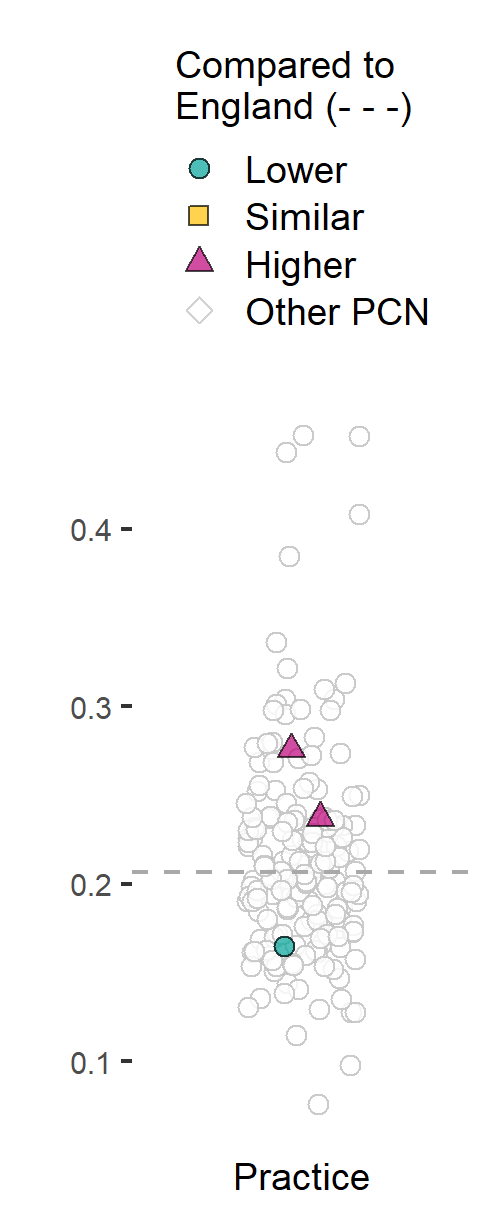 Compared to
England (- - -)
Lower
Similar
Higher
Other PCN
0.4
0.3
0.2
0.1
Practice